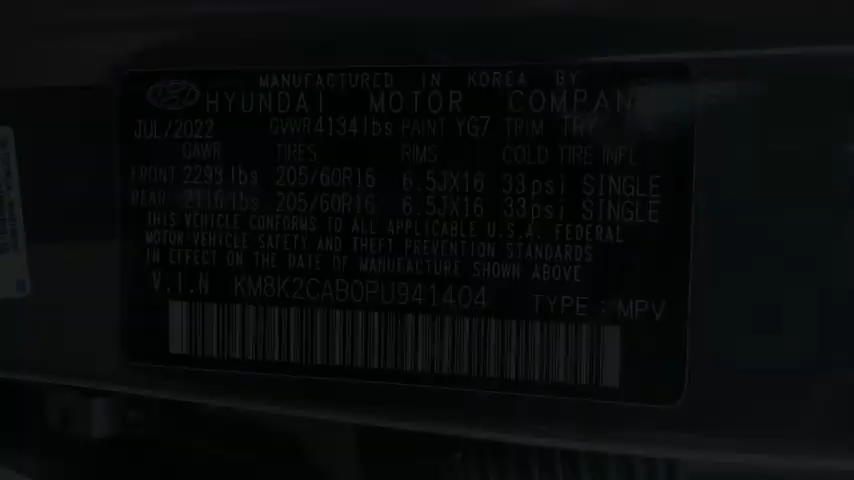 MANUFACTURED IN KOREA BY
HYUNDAI MOTOR COMPAN
JUL/2022 GVWR 4134 lbs PAINT YG7 TRIM TRY
GAWR TIRES RIMS COLD TIRE INFL
FRONT 2293 lbs 205/60R16 6.5JX16 33psi SINGLE
REAR 2116 lbs 205/60R16 6.5JX16 33psi SINGLE
THIS VEHICLE CONFORMS TO ALL APPLICABLE U.S.A. FEDERAL
MOTOR VEHICLE SAFETY AND THEFT PREVENTION STANDARDS
IN EFFECT ON THE DATE OF MANUFACTURE SHOWN ABOVE
V.I.N KM8K2CAB0PU941404 TYPE : MPV